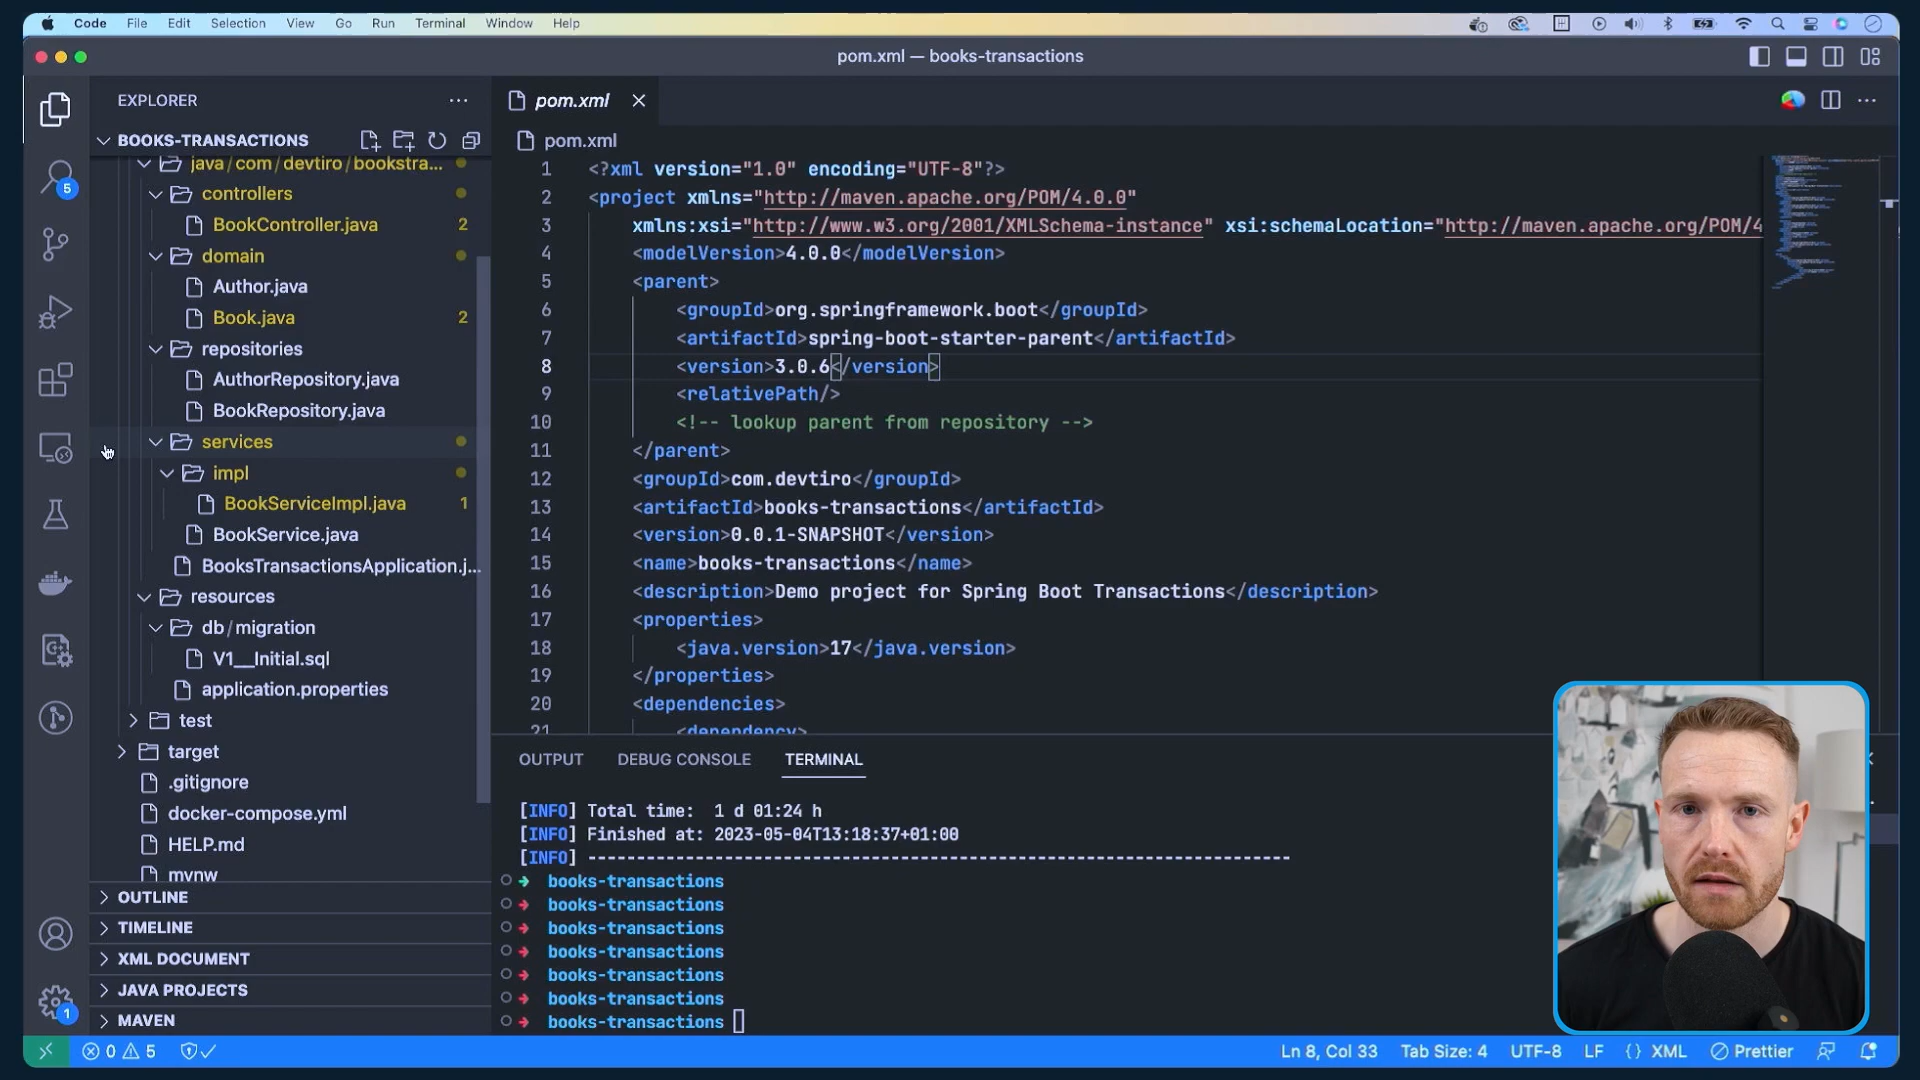 Code File Edit Selection View Go Run Terminal Window Help
pom.xml — books-transactions
EXPLORER
BOOKS-TRANSACTIONS
java/com/devtiro/bookstra...
controllers
BookController.java 2
domain
Author.java
Book.java 2
repositories
AuthorRepository.java
BookRepository.java
services
impl
BookServiceImpl.java 1
BookService.java
BooksTransactionsApplication.j...
resources
db/migration
V1__Initial.sql
application.properties
test
target
.gitignore
docker-compose.yml
HELP.md
mvnw
OUTLINE
TIMELINE
XML DOCUMENT
JAVA PROJECTS
MAVEN
5
1
pom.xml
pom.xml
1 <?xml version="1.0" encoding="UTF-8"?>
2 <project xmlns="http://maven.apache.org/POM/4.0.0"
3 xmlns:xsi="http://www.w3.org/2001/XMLSchema-instance" xsi:schemaLocation="http://maven.apache.org/POM/4
4 <modelVersion>4.0.0</modelVersion>
5 <parent>
6 <groupId>org.springframework.boot</groupId>
7 <artifactId>spring-boot-starter-parent</artifactId>
8 <version>3.0.6</version>
9 <relativePath/>
10 <!-- lookup parent from repository -->
11 </parent>
12 <groupId>com.devtiro</groupId>
13 <artifactId>books-transactions</artifactId>
14 <version>0.0.1-SNAPSHOT</version>
15 <name>books-transactions</name>
16 <description>Demo project for Spring Boot Transactions</description>
17 <properties>
18 <java.version>17</java.version>
19 </properties>
20 <dependencies>
21 <dependency>
OUTPUT DEBUG CONSOLE TERMINAL
[INFO] Total time:  1 d 01:24 h
[INFO] Finished at: 2023-05-04T13:18:37+01:00
[INFO] ------------------------------------------------------------------------
➜ books-transactions
➜ books-transactions
➜ books-transactions
➜ books-transactions
➜ books-transactions
➜ books-transactions
➜ books-transactions
0 5 Ln 8, Col 33 Tab Size: 4 UTF-8 LF {} XML Prettier